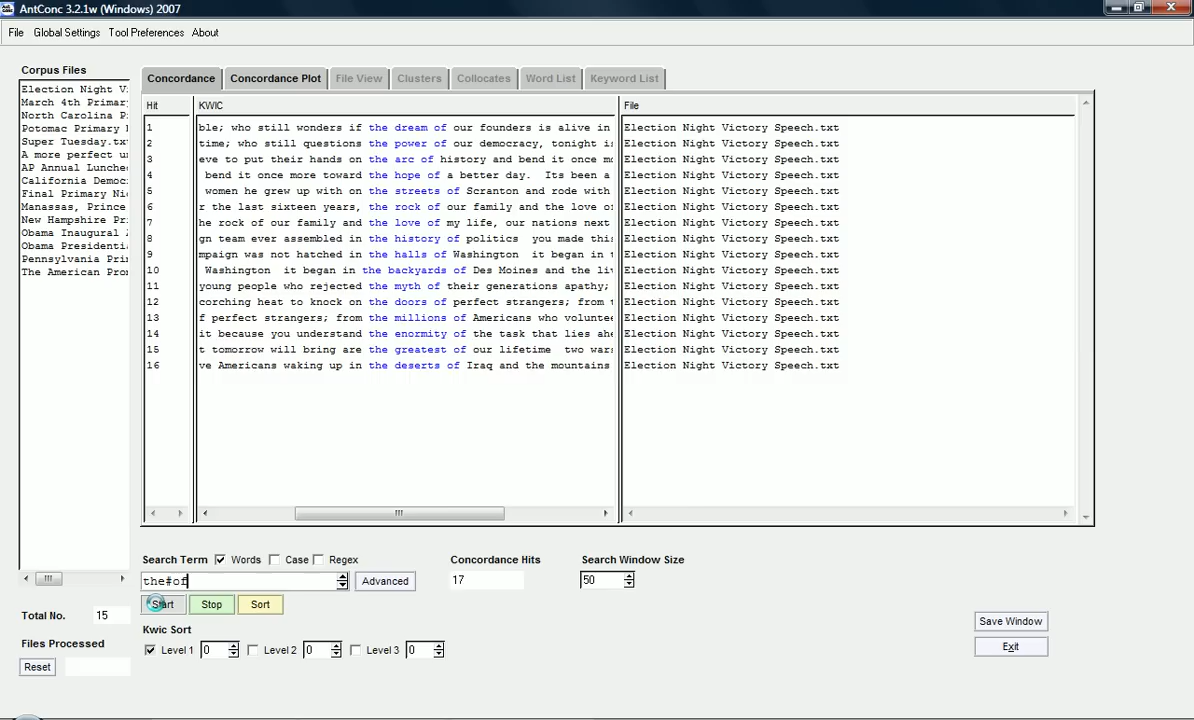 AntConc 3.2.1w (Windows) 2007
File Global Settings Tool Preferences About
Corpus Files
Election Night V:
March 4th Primary
North Carolina P
Potomac Primary
Super Tuesday.tx
A more perfect u
AP Annual Lunche
California Democ
Final Primary Ni
Manassas, Prince
New Hampshire Pr
Obama Inaugural
Obama Presidenti
Pennsylvania Pri
The American Pro
Total No. 15
Files Processed
Reset
Concordance Concordance Plot File View Clusters Collocates Word List Keyword List
Hit KWIC File
1 ble; who still wonders if the dream of our founders is alive in Election Night Victory Speech.txt
2 time; who still questions the power of our democracy, tonight is Election Night Victory Speech.txt
3 eve to put their hands on the arc of history and bend it once mo Election Night Victory Speech.txt
4 bend it once more toward the hope of a better day. Its been a Election Night Victory Speech.txt
5 women he grew up with on the streets of Scranton and rode with Election Night Victory Speech.txt
6 r the last sixteen years, the rock of our family and the love of Election Night Victory Speech.txt
7 he rock of our family and the love of my life, our nations next Election Night Victory Speech.txt
8 gn team ever assembled in the history of politics you made this Election Night Victory Speech.txt
9 mpaign was not hatched in the halls of Washington it began in t Election Night Victory Speech.txt
10 Washington it began in the backyards of Des Moines and the liv Election Night Victory Speech.txt
11 young people who rejected the myth of their generations apathy; Election Night Victory Speech.txt
12 corching heat to knock on the doors of perfect strangers; from t Election Night Victory Speech.txt
13 f perfect strangers; from the millions of Americans who voluntee Election Night Victory Speech.txt
14 it because you understand the enormity of the task that lies ahe Election Night Victory Speech.txt
15 t tomorrow will bring are the greatest of our lifetime two wars Election Night Victory Speech.txt
16 ve Americans waking up in the deserts of Iraq and the mountains Election Night Victory Speech.txt
Search Term Words Case Regex Concordance Hits Search Window Size
the#of Advanced 17 50
Start Stop Sort
Kwic Sort
Level 1 0 Level 2 0 Level 3 0
Save Window
Exit